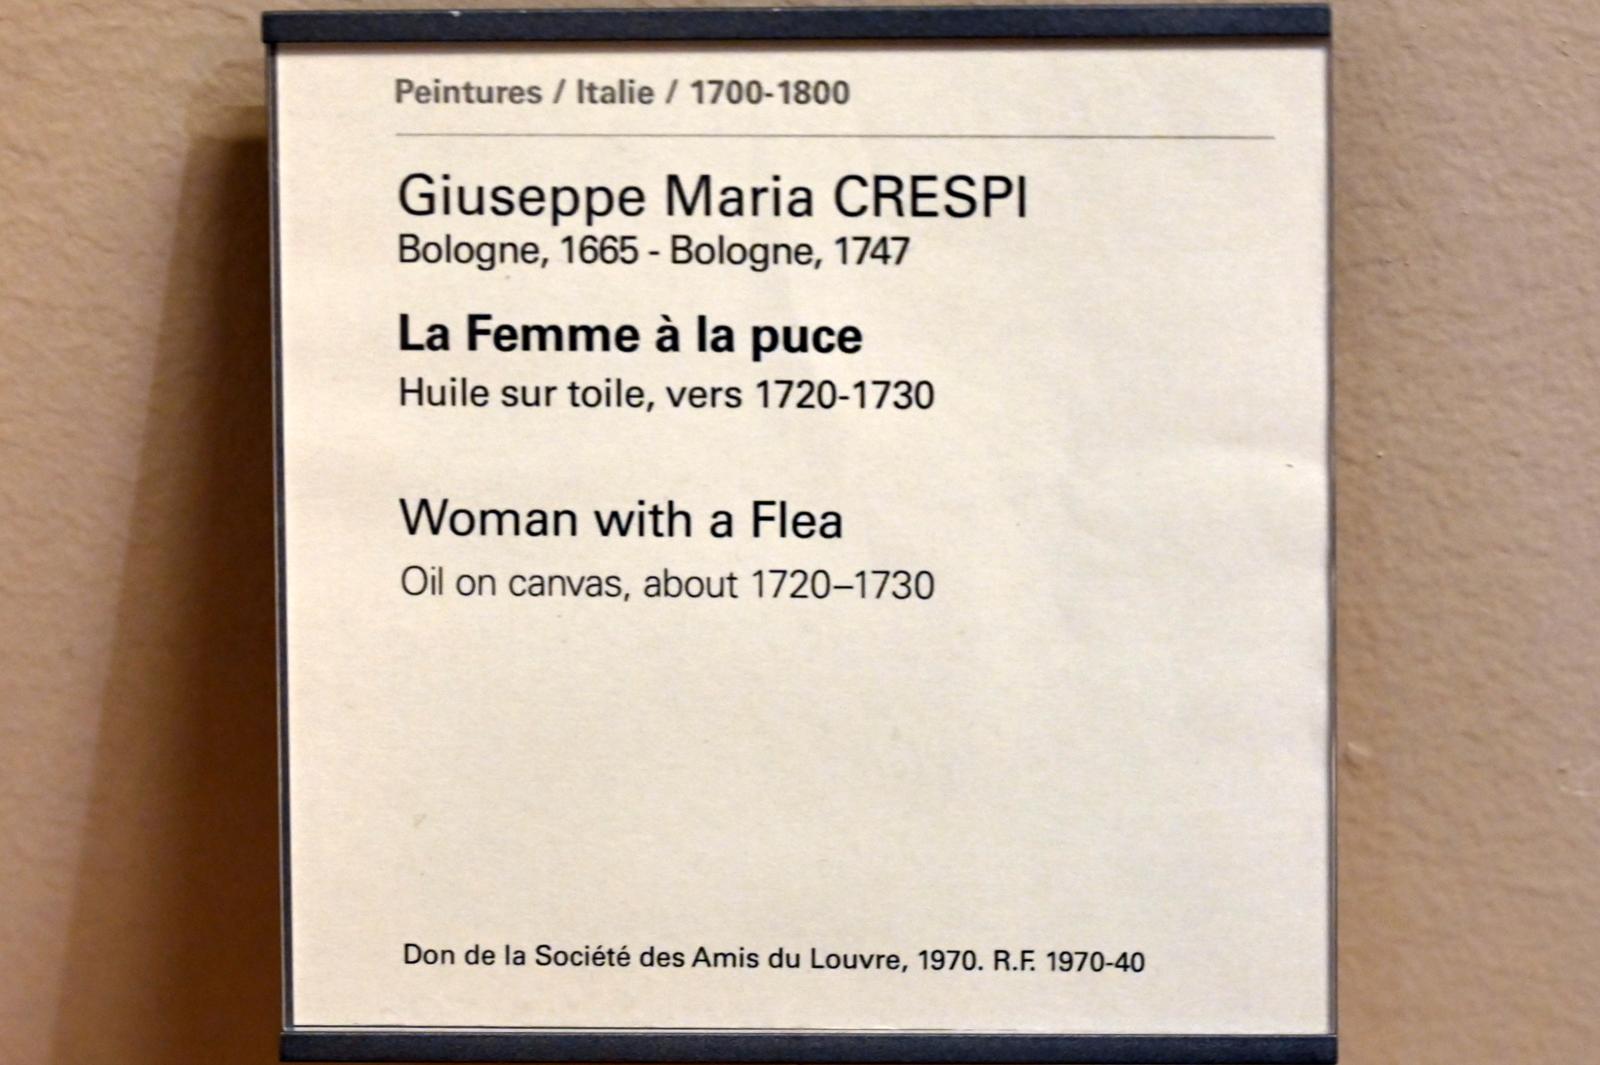 Peintures / Italie / 1700-1800
Giuseppe Maria CRESPI
Bologne, 1665 - Bologne, 1747
La Femme à la puce
Huile sur toile, vers 1720-1730
Woman with a Flea
Oil on canvas, about 1720–1730
Don de la Société des Amis du Louvre, 1970. R.F. 1970-40